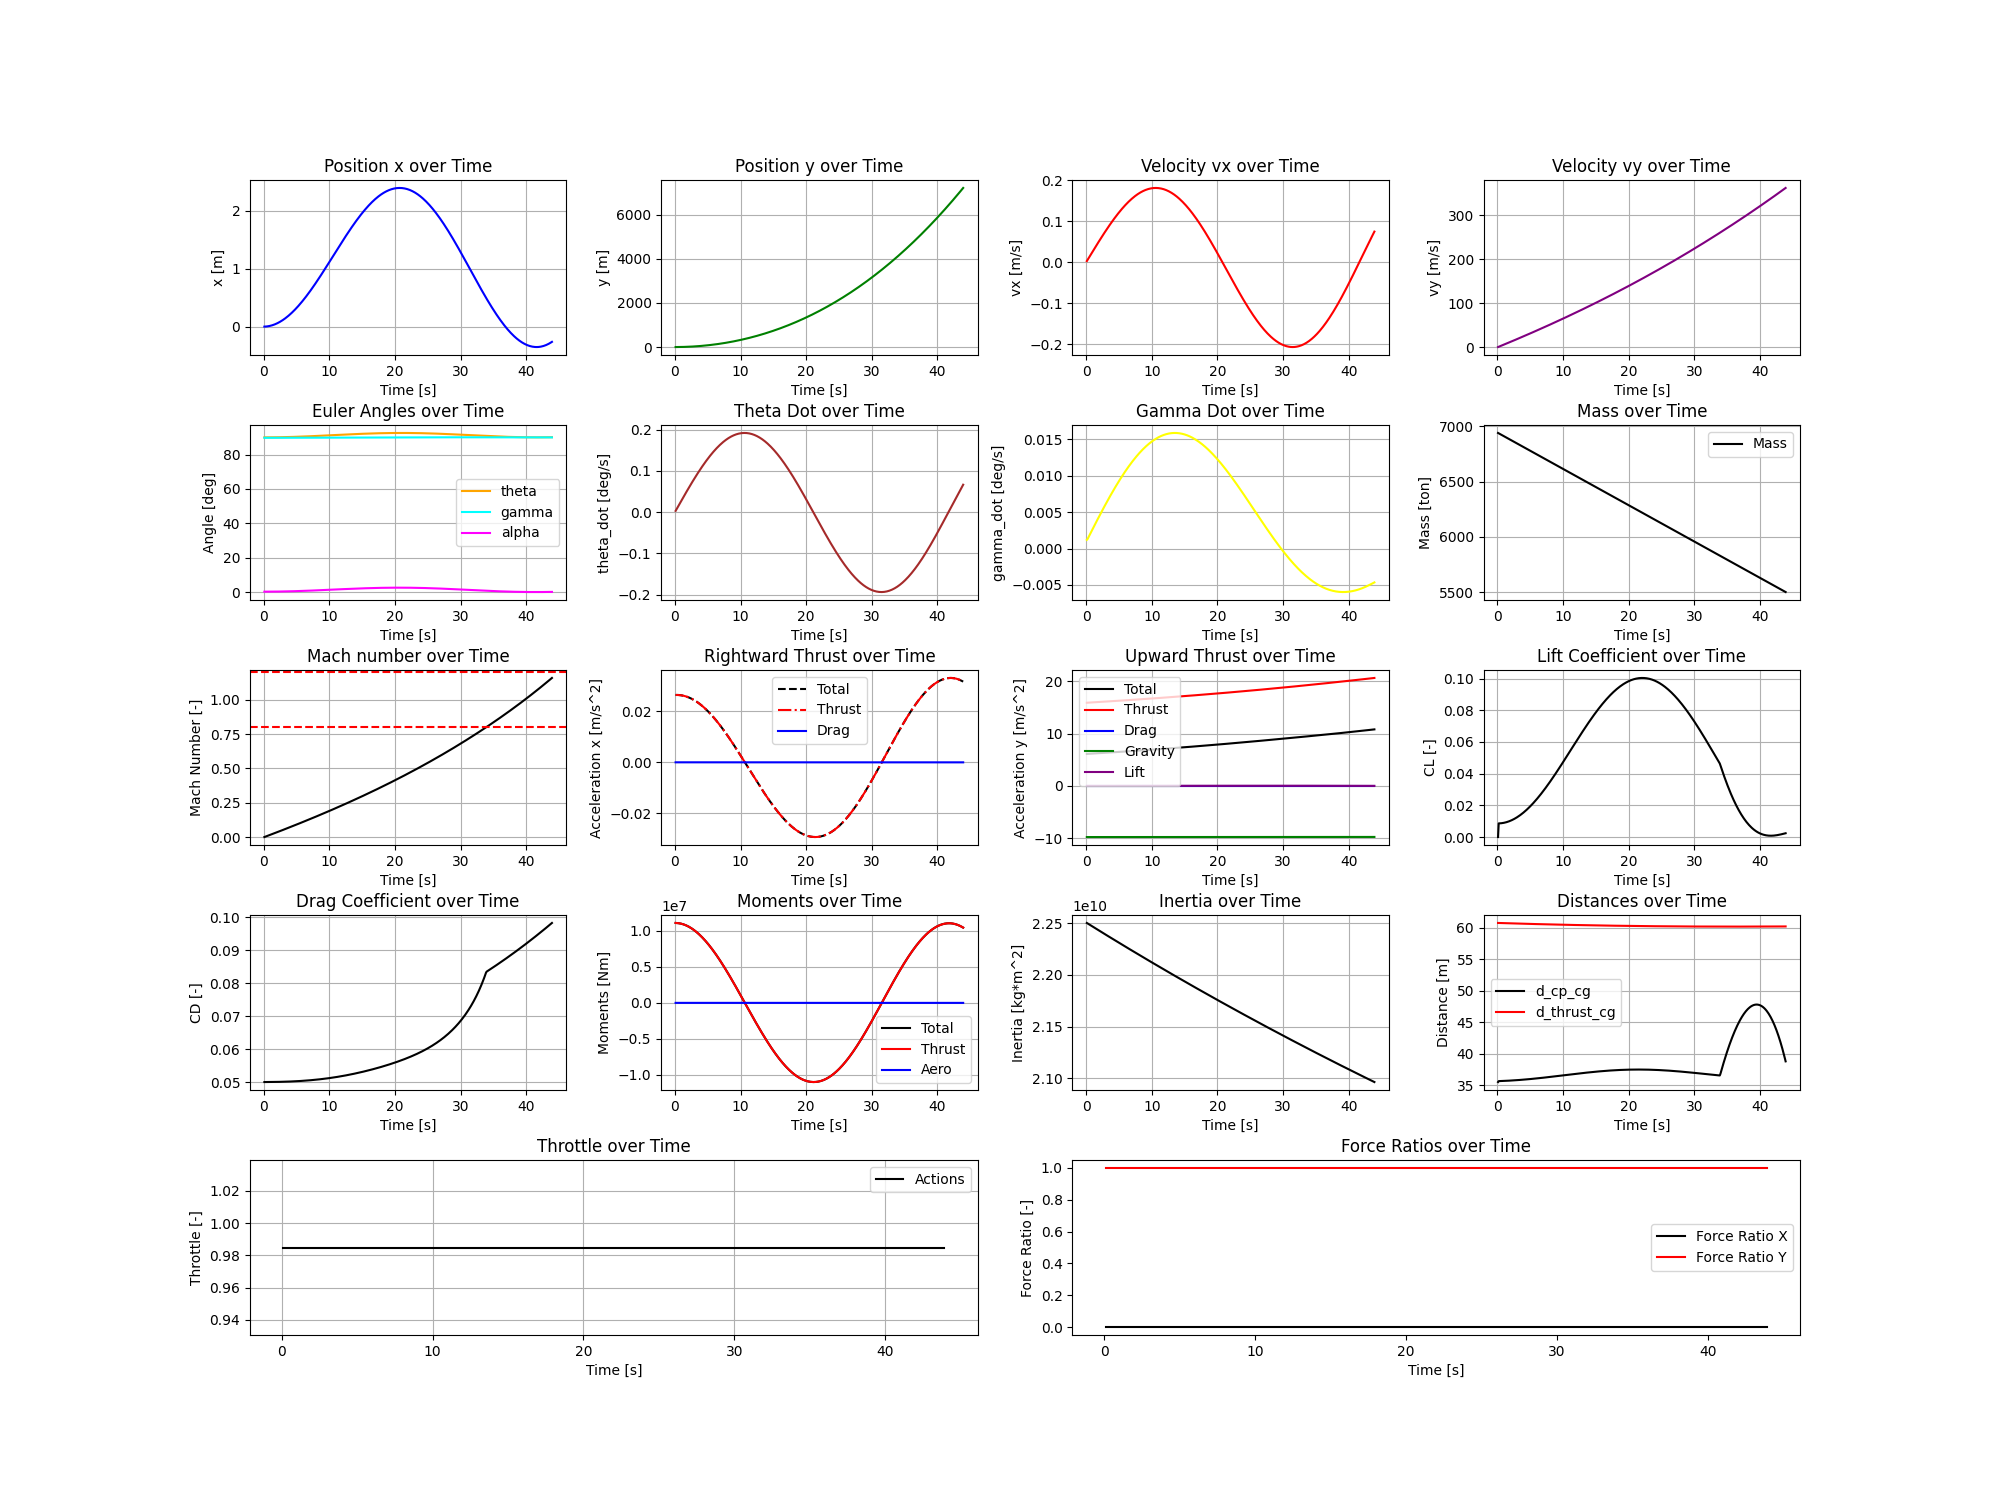 Position x over Time
x [m]
2
1
0
0 10 20 30 40
Time [s]
Position y over Time
y [m]
6000
4000
2000
0
0 10 20 30 40
Time [s]
Velocity vx over Time
vx [m/s]
0.2
0.1
0.0
−0.1
−0.2
0 10 20 30 40
Time [s]
Velocity vy over Time
vy [m/s]
300
200
100
0
0 10 20 30 40
Time [s]
Euler Angles over Time
Angle [deg]
80
60
40
20
0
theta
gamma
alpha
0 10 20 30 40
Time [s]
Theta Dot over Time
theta_dot [deg/s]
0.2
0.1
0.0
−0.1
−0.2
0 10 20 30 40
Time [s]
Gamma Dot over Time
gamma_dot [deg/s]
0.015
0.010
0.005
0.000
−0.005
0 10 20 30 40
Time [s]
Mass over Time
Mass [ton]
7000
6500
6000
5500
Mass
0 10 20 30 40
Time [s]
Mach number over Time
Mach Number [-]
1.00
0.75
0.50
0.25
0.00
0 10 20 30 40
Time [s]
Rightward Thrust over Time
Acceleration x [m/s^2]
0.02
0.00
−0.02
Total
Thrust
Drag
0 10 20 30 40
Time [s]
Upward Thrust over Time
Acceleration y [m/s^2]
20
10
0
−10
Total
Thrust
Drag
Gravity
Lift
0 10 20 30 40
Time [s]
Lift Coefficient over Time
CL [-]
0.10
0.08
0.06
0.04
0.02
0.00
0 10 20 30 40
Time [s]
Drag Coefficient over Time
CD [-]
0.10
0.09
0.08
0.07
0.06
0.05
0 10 20 30 40
Time [s]
Moments over Time
1e7
Moments [Nm]
1.0
0.5
0.0
−0.5
−1.0
Total
Thrust
Aero
0 10 20 30 40
Time [s]
Inertia over Time
1e10
Inertia [kg*m^2]
2.25
2.20
2.15
2.10
0 10 20 30 40
Time [s]
Distances over Time
Distance [m]
60
55
50
45
40
35
d_cp_cg
d_thrust_cg
0 10 20 30 40
Time [s]
Throttle over Time
Throttle [-]
1.02
1.00
0.98
0.96
0.94
Actions
0 10 20 30 40
Time [s]
Force Ratios over Time
Force Ratio [-]
1.0
0.8
0.6
0.4
0.2
0.0
Force Ratio X
Force Ratio Y
0 10 20 30 40
Time [s]